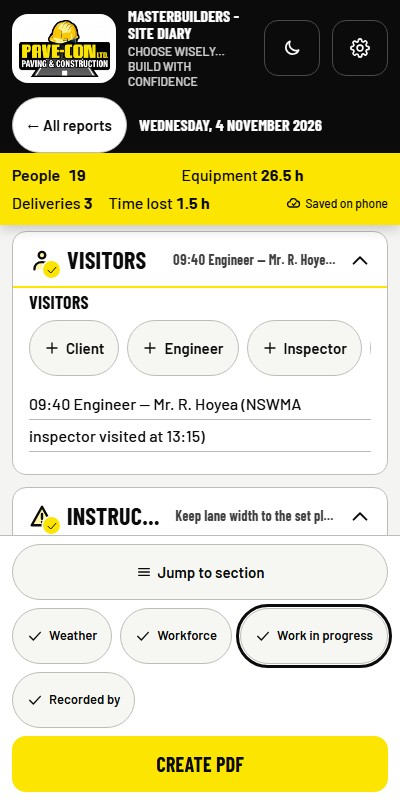 PAVE-CON LTD.
PAVING & CONSTRUCTION
MASTERBUILDERS – SITE DIARY
CHOOSE WISELY... BUILD WITH CONFIDENCE
← All reports
WEDNESDAY, 4 NOVEMBER 2026
People 19
Equipment 26.5 h
Deliveries 3
Time lost 1.5 h
Saved on phone
VISITORS
09:40 Engineer — Mr. R. Hoye...
VISITORS
+ Client
+ Engineer
+ Inspector
09:40 Engineer — Mr. R. Hoyea (NSWMA
inspector visited at 13:15)
INSTRUC...
Keep lane width to the set pl...
Jump to section
Weather
Workforce
Work in progress
Recorded by
CREATE PDF